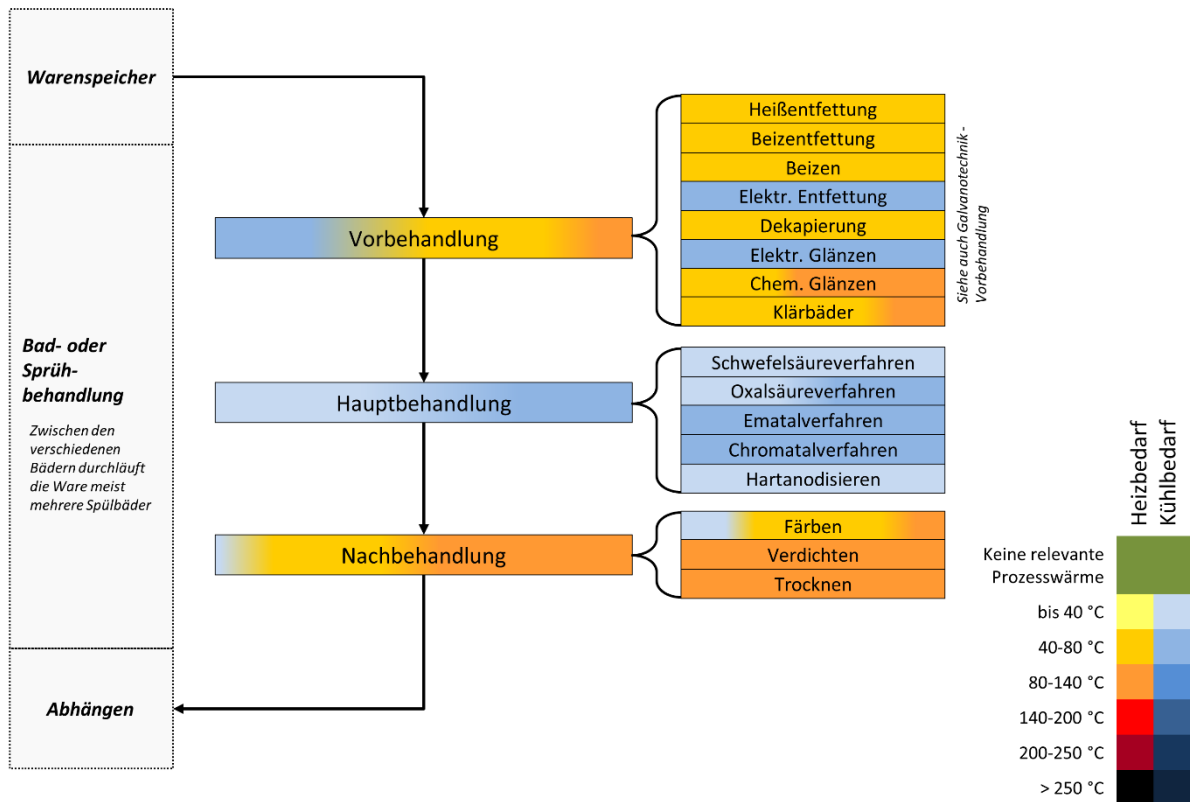 Warenspeicher
Bad- oder
Sprüh-
behandlung
Zwischen den
verschiedenen
Bädern durchläuft
die Ware meist
mehrere Spülbäder
Abhängen
Vorbehandlung
Hauptbehandlung
Nachbehandlung
Heißentfettung
Beizentfettung
Beizen
Elektr. Entfettung
Dekapierung
Elektr. Glänzen
Chem. Glänzen
Klärbäder
Siehe auch Galvanotechnik -
Vorbehandlung
Schwefelsäureverfahren
Oxalsäureverfahren
Ematalverfahren
Chromatalverfahren
Hartanodisieren
Färben
Verdichten
Trocknen
Heizbedarf
Kühlbedarf
Keine relevante
Prozesswärme
bis 40 °C
40-80 °C
80-140 °C
140-200 °C
200-250 °C
> 250 °C